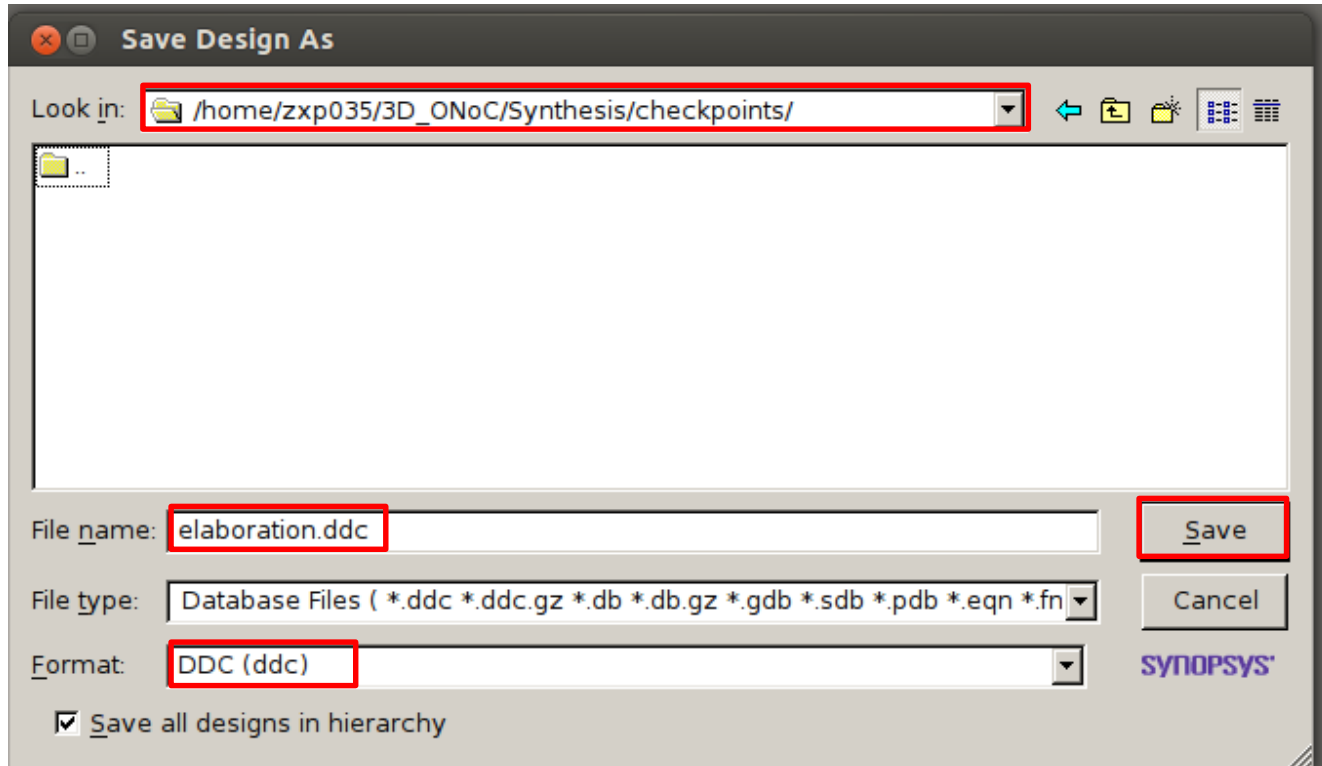 Save Design As
Look in: /home/zxp035/3D_ONoC/Synthesis/checkpoints/
..
File name: elaboration.ddc Save
File type: Database Files ( *.ddc *.ddc.gz *.db *.db.gz *.gdb *.sdb *.pdb *.eqn *.fn Cancel
Format: DDC (ddc) SYNOPSYS
Save all designs in hierarchy